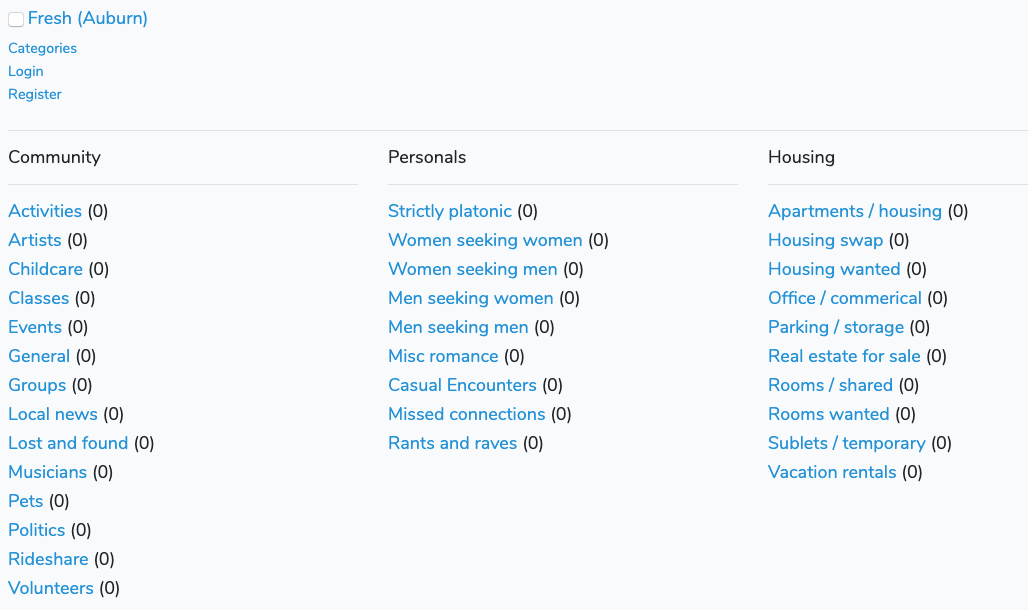 Fresh (Auburn)
Categories
Login
Register
Community
Activities (0)
Artists (0)
Childcare (0)
Classes (0)
Events (0)
General (0)
Groups (0)
Local news (0)
Lost and found (0)
Musicians (0)
Pets (0)
Politics (0)
Rideshare (0)
Volunteers (0)
Personals
Strictly platonic (0)
Women seeking women (0)
Women seeking men (0)
Men seeking women (0)
Men seeking men (0)
Misc romance (0)
Casual Encounters (0)
Missed connections (0)
Rants and raves (0)
Housing
Apartments / housing (0)
Housing swap (0)
Housing wanted (0)
Office / commerical (0)
Parking / storage (0)
Real estate for sale (0)
Rooms / shared (0)
Rooms wanted (0)
Sublets / temporary (0)
Vacation rentals (0)